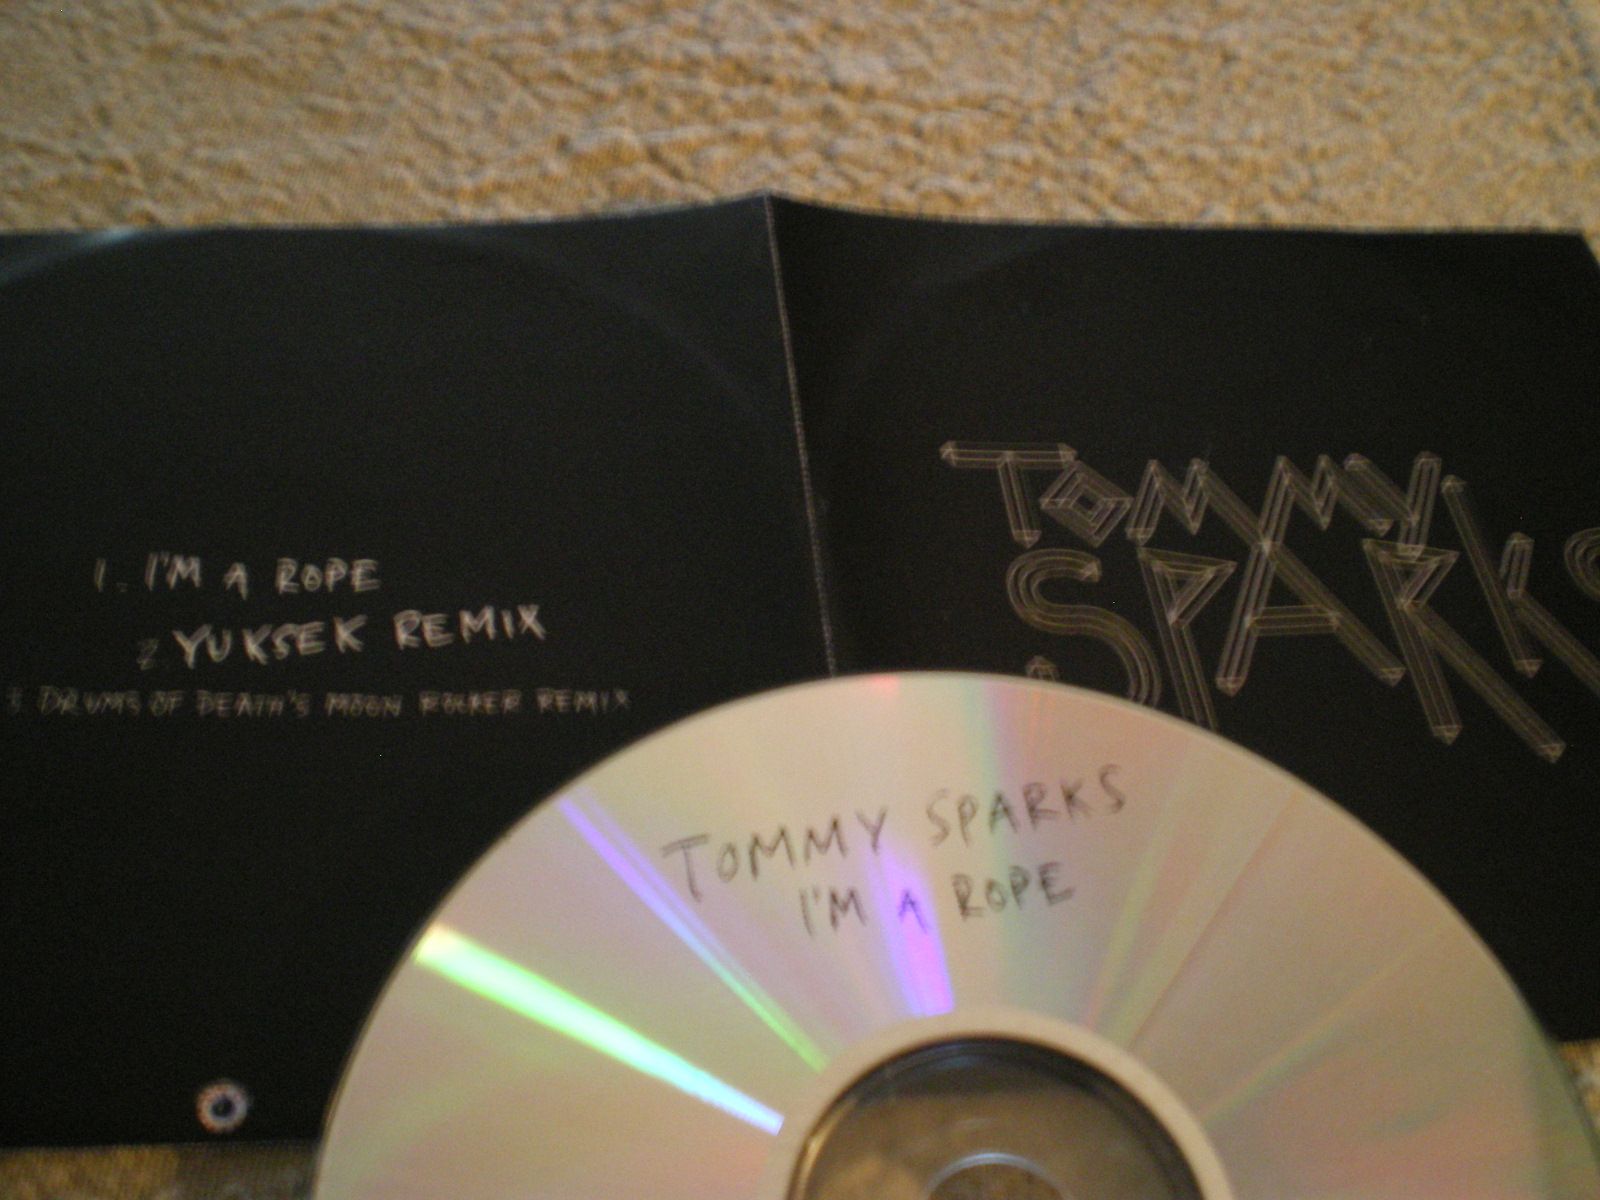 1. I'M A ROPE
2 YUKSEK REMIX
3 DRUMS OF DEATH'S MOON ROCKER REMIX
TOMMY
SPARKS
TOMMY SPARKS
I'M A ROPE